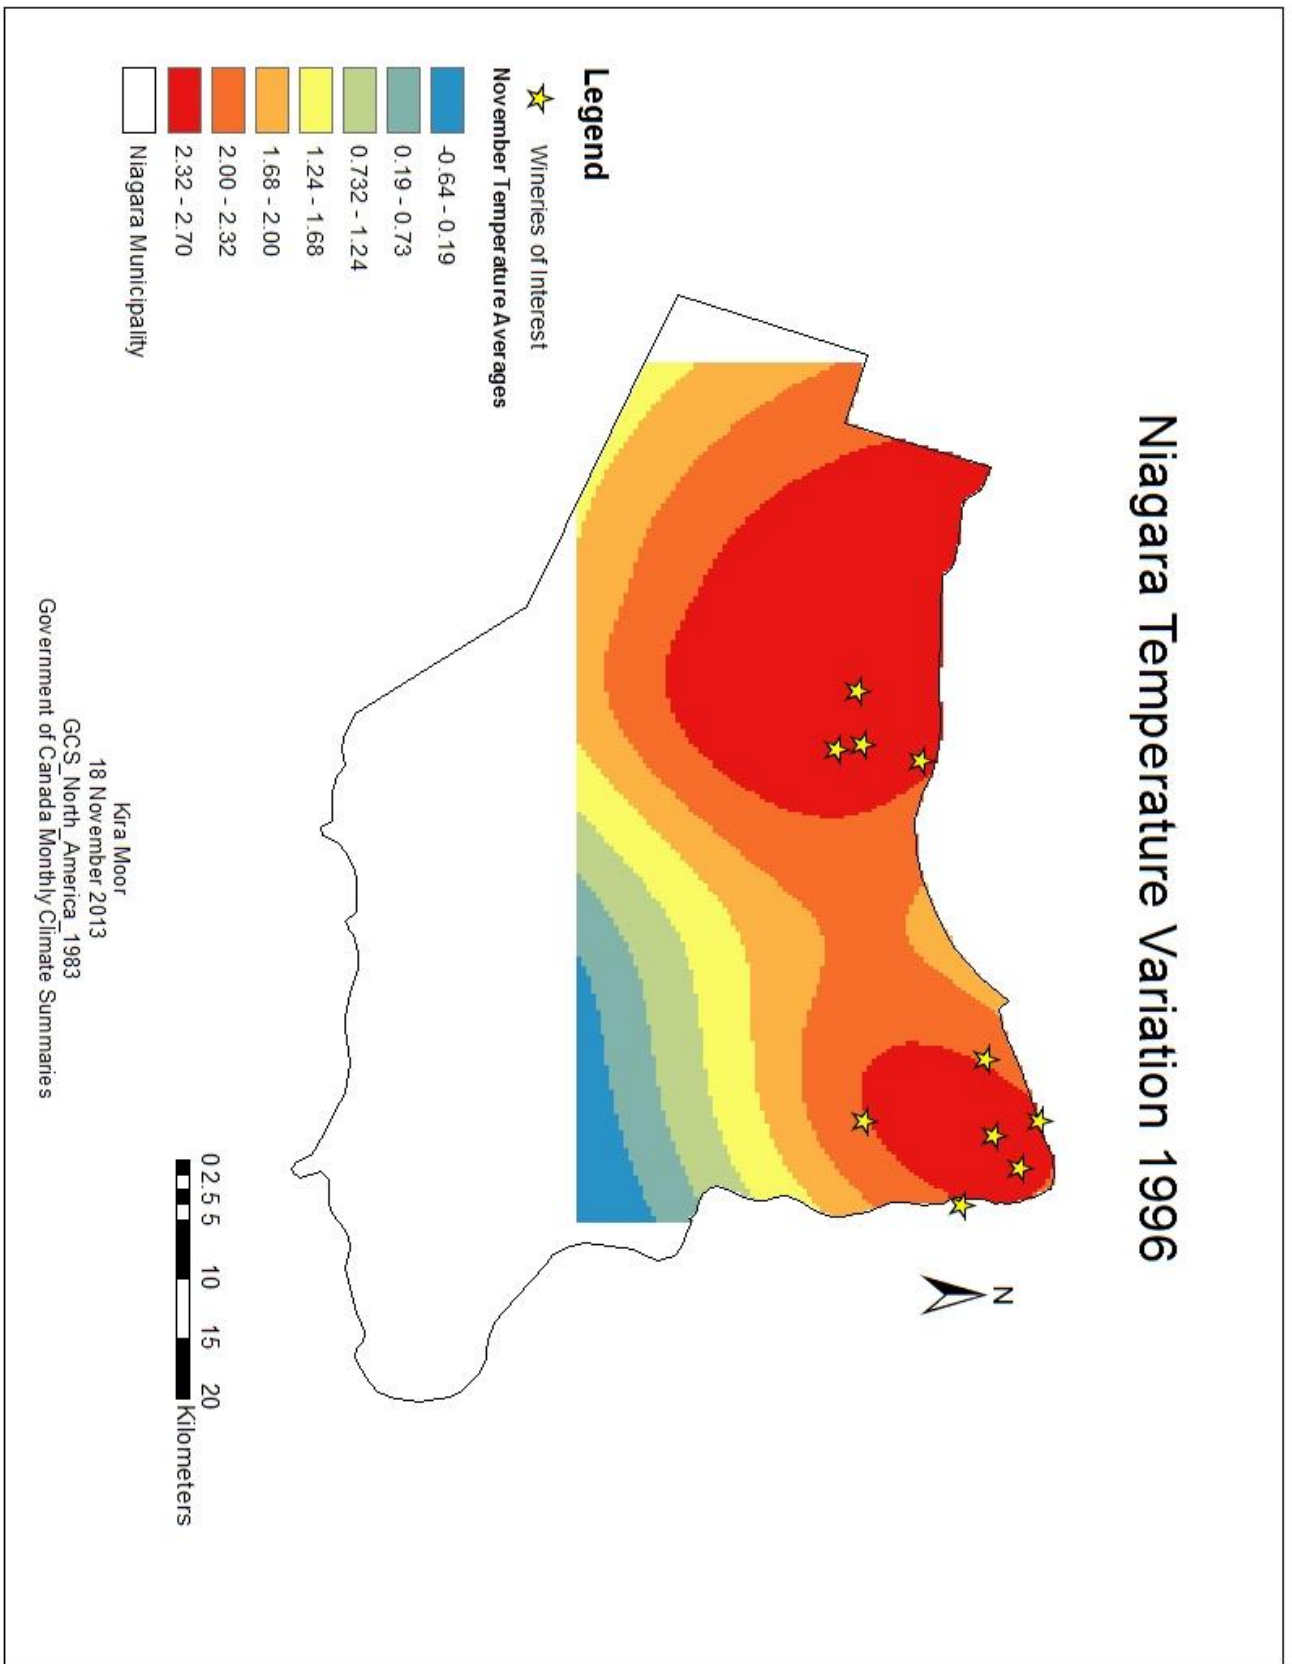 Niagara Temperature Variation 1996
N
Legend
Wineries of Interest
November Temperature Averages
-0.64 - 0.19
0.19 - 0.73
0.732 - 1.24
1.24 - 1.68
1.68 - 2.00
2.00 - 2.32
2.32 - 2.70
Niagara Municipality
0 2.5 5 10 15 20
Kilometers
Kira Moor
18 November 2013
GCS_North_America_1983
Government of Canada Monthly Climate Summaries